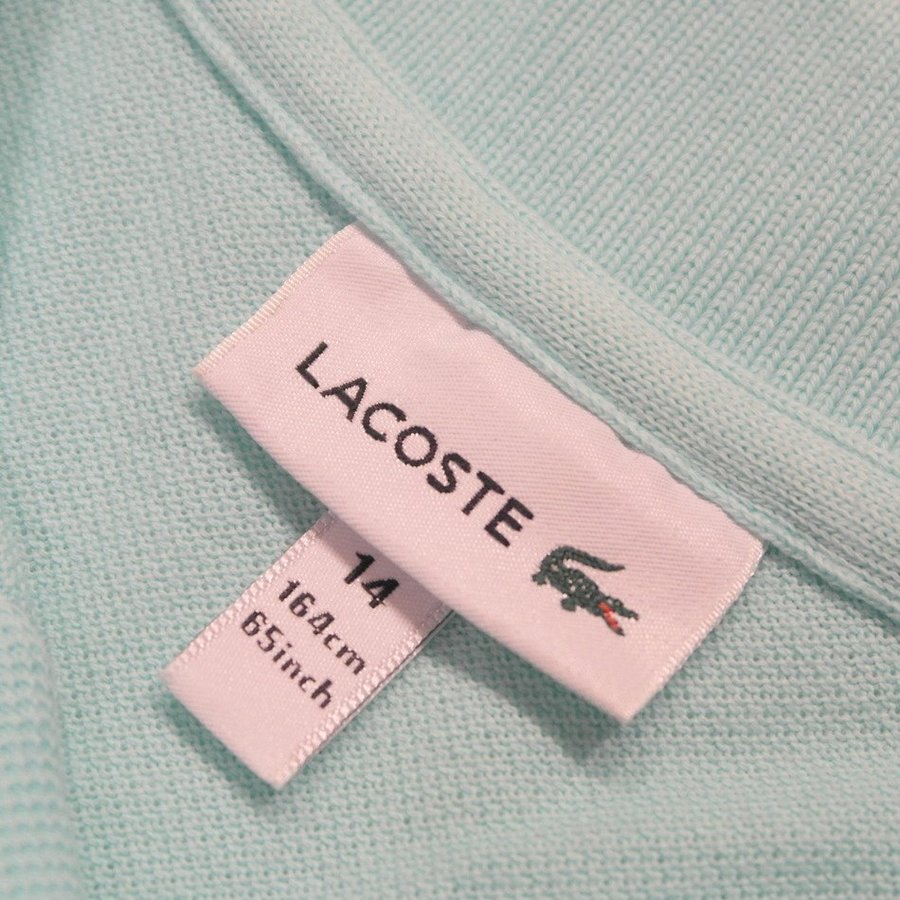 LACOSTE
14
164cm
65inch